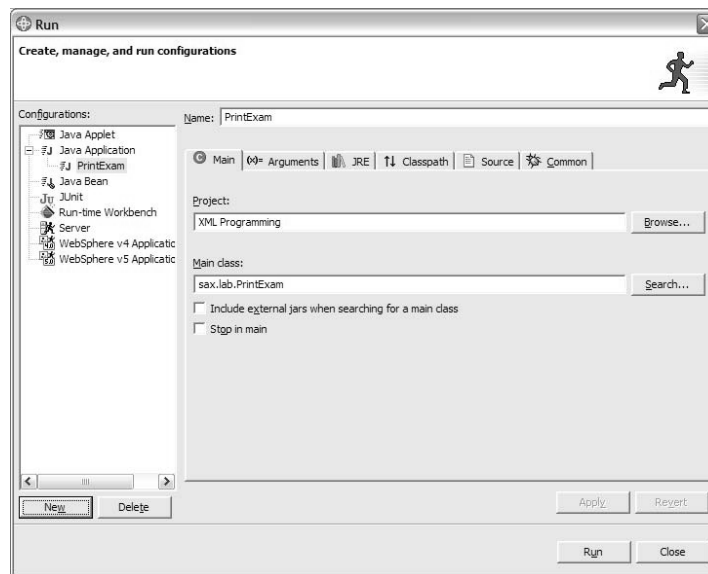 Run
Create, manage, and run configurations
Configurations:
Java Applet
Java Application
PrintExam
Java Bean
JUnit
Run-time Workbench
Server
WebSphere v4 Applicatic
WebSphere v5 Applicatic
New
Delete
Name: PrintExam
Main
(x)= Arguments
JRE
Classpath
Source
Common
Project:
XML Programming
Browse...
Main class:
sax.lab.PrintExam
Search...
Include external jars when searching for a main class
Stop in main
Apply
Revert
Run
Close